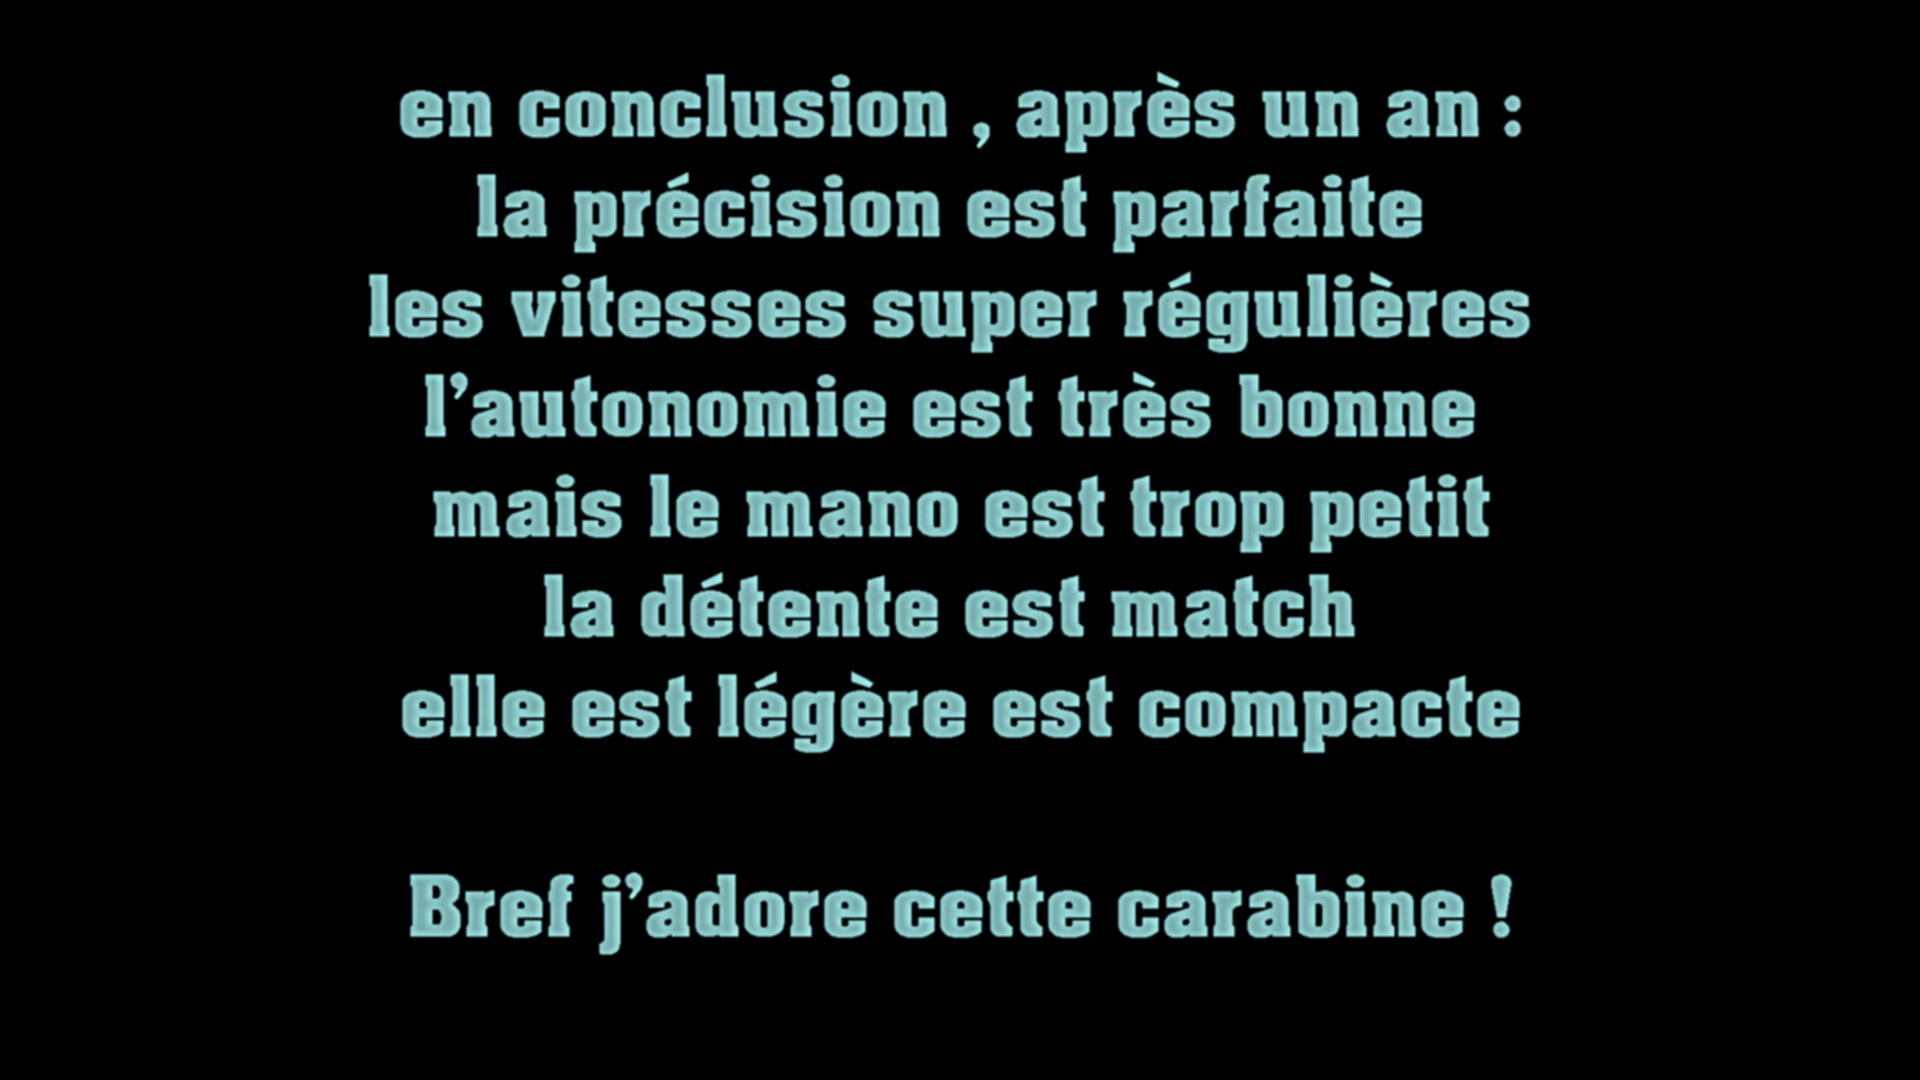 en conclusion , après un an :
la précision est parfaite
les vitesses super régulières
l’autonomie est très bonne
mais le mano est trop petit
la détente est match
elle est légère est compacte
Bref j’adore cette carabine !